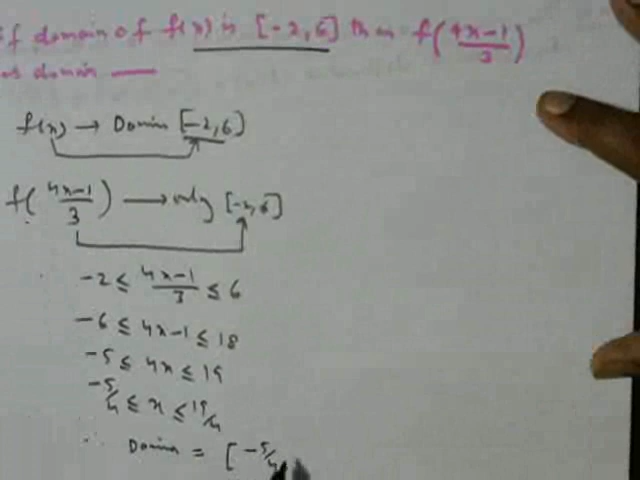 If domain of f(x) is [-2,6] then f(4x-1/3)
has domain —
f(x) → Domain [-2,6]
f(4x-1/3) → only [-2,6]
-2 ≤ 4x-1/3 ≤ 6
-6 ≤ 4x-1 ≤ 18
-5 ≤ 4x ≤ 19
-5/4 ≤ x ≤ 19/4
∴ Domain = [-5/4